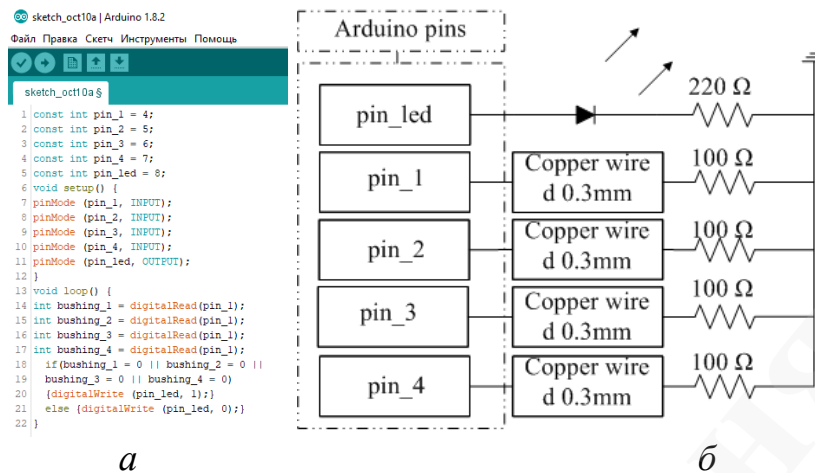 sketch_oct10a | Arduino 1.8.2
Файл Правка Скетч Инструменты Помощь
sketch_oct10a §
1 const int pin_1 = 4;
2 const int pin_2 = 5;
3 const int pin_3 = 6;
4 const int pin_4 = 7;
5 const int pin_led = 8;
6 void setup() {
7 pinMode (pin_1, INPUT);
8 pinMode (pin_2, INPUT);
9 pinMode (pin_3, INPUT);
10 pinMode (pin_4, INPUT);
11 pinMode (pin_led, OUTPUT);
12 }
13 void loop() {
14 int bushing_1 = digitalRead(pin_1);
15 int bushing_2 = digitalRead(pin_1);
16 int bushing_3 = digitalRead(pin_1);
17 int bushing_4 = digitalRead(pin_1);
18 if(bushing_1 = 0 || bushing_2 = 0 ||
19 bushing_3 = 0 || bushing_4 = 0)
20 {digitalWrite (pin_led, 1);}
21 else {digitalWrite (pin_led, 0);}
22 }
а
Arduino pins
pin_led
220 Ω
pin_1
Copper wire
d 0.3mm
100 Ω
pin_2
Copper wire
d 0.3mm
100 Ω
pin_3
Copper wire
d 0.3mm
100 Ω
pin_4
Copper wire
d 0.3mm
100 Ω
б